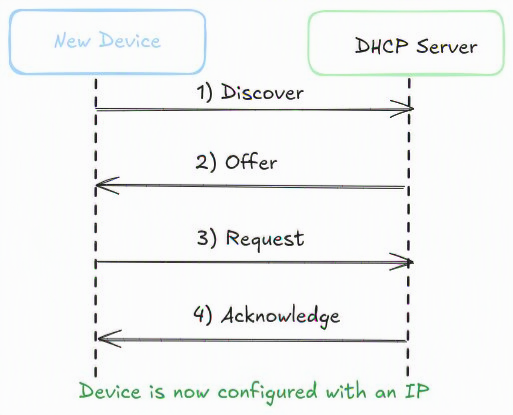 New Device
DHCP Server
1) Discover
2) Offer
3) Request
4) Acknowledge
Device is now configured with an IP